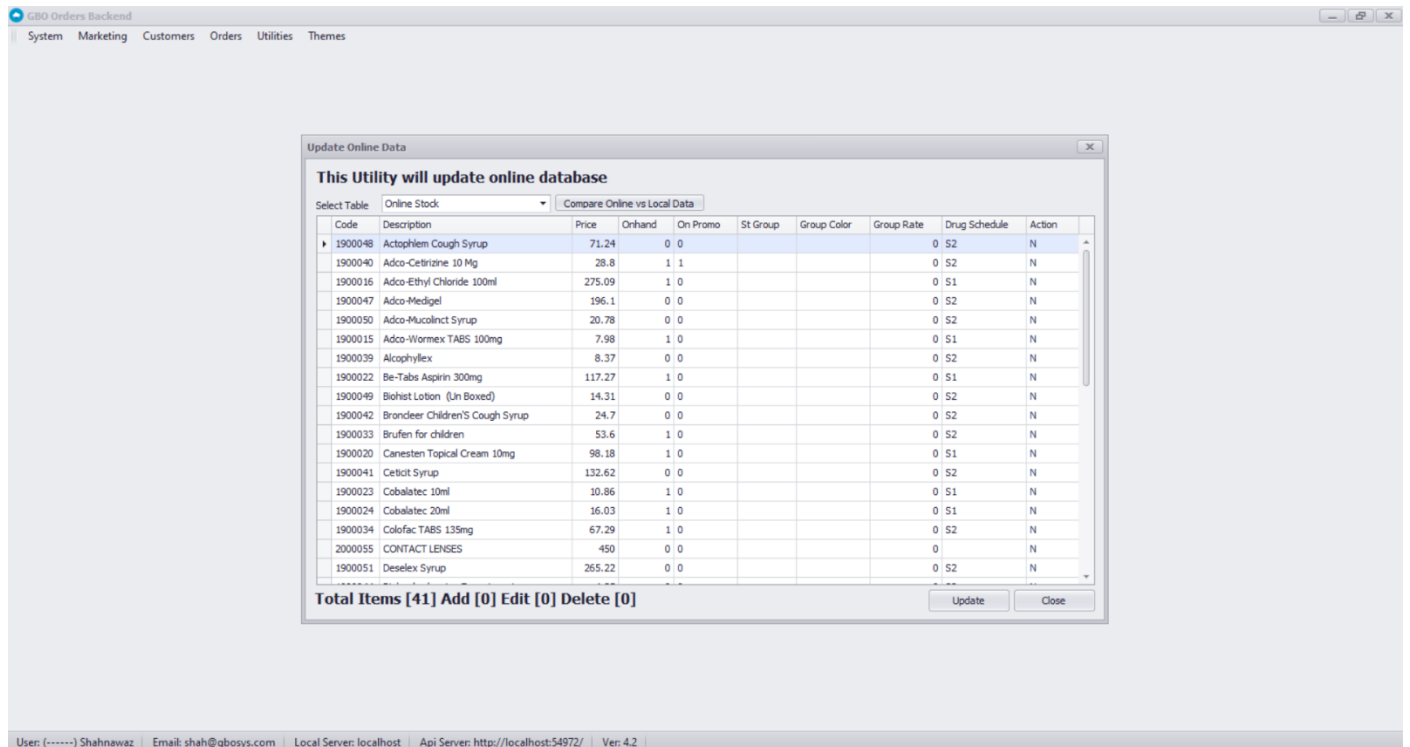 GBO Orders Backend
System Marketing Customers Orders Utilities Themes
Update Online Data
This Utility will update online database
Select Table Online Stock Compare Online vs Local Data
Code Description Price Onhand On Promo St Group Group Color Group Rate Drug Schedule Action
1900048 Actophlem Cough Syrup 71.24 0 0 0 S2 N
1900040 Adco-Cetirizine 10 Mg 28.8 1 1 0 S2 N
1900016 Adco-Ethyl Chloride 100ml 275.09 1 0 0 S1 N
1900047 Adco-Medigel 196.1 0 0 0 S2 N
1900050 Adco-Mucolinct Syrup 20.78 0 0 0 S2 N
1900015 Adco-Wormex TABS 100mg 7.98 1 0 0 S1 N
1900039 Alcophyllex 8.37 0 0 0 S2 N
1900022 Be-Tabs Aspirin 300mg 117.27 1 0 0 S1 N
1900049 Biohist Lotion (Un Boxed) 14.31 0 0 0 S2 N
1900042 Broncleer Children'S Cough Syrup 24.7 0 0 0 S2 N
1900033 Brufen for children 53.6 1 0 0 S2 N
1900020 Canesten Topical Cream 10mg 98.18 1 0 0 S1 N
1900041 Ceticit Syrup 132.62 0 0 0 S2 N
1900023 Cobalatec 10ml 10.86 1 0 0 S1 N
1900024 Cobalatec 20ml 16.03 1 0 0 S1 N
1900034 Colofac TABS 135mg 67.29 1 0 0 S2 N
2000055 CONTACT LENSES 450 0 0 0 N
1900051 Deselex Syrup 265.22 0 0 0 S2 N
Total Items [41] Add [0] Edit [0] Delete [0] Update Close
User: (------) Shahnawaz Email: shah@gbosys.com Local Server: localhost Api Server: http://localhost:54972/ Ver: 4.2